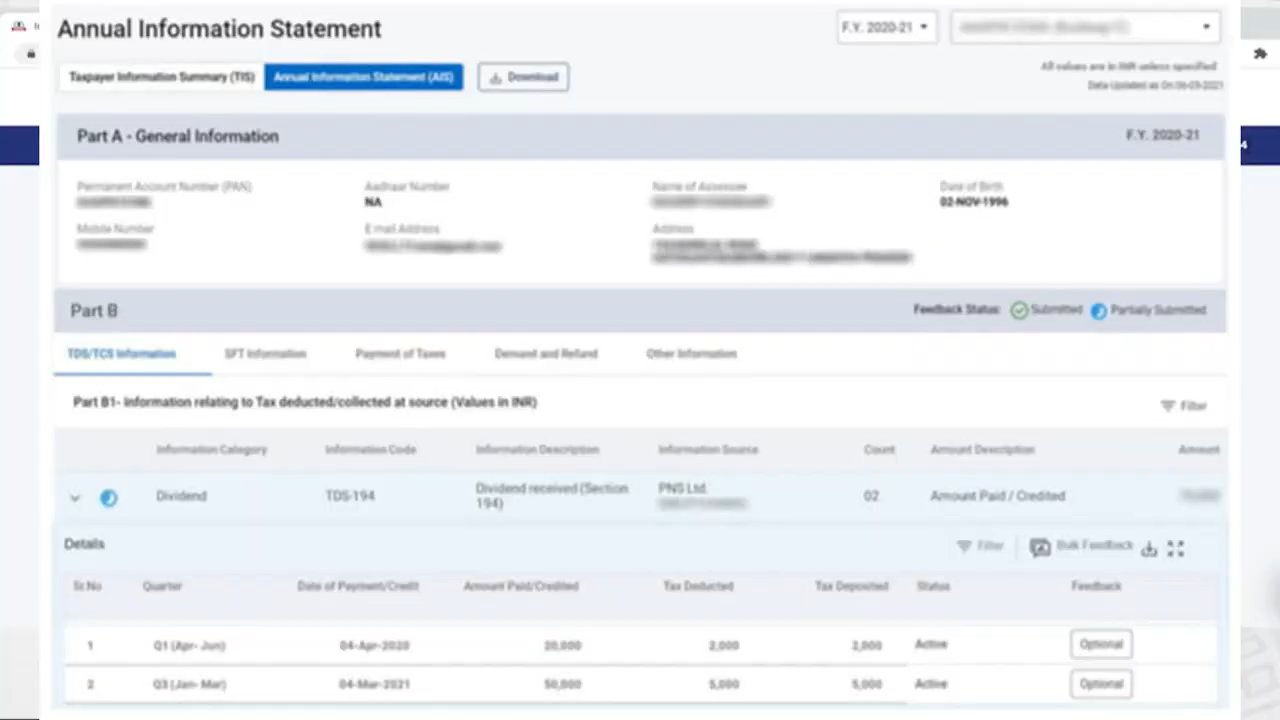 Annual Information Statement
F.Y. 2020-21
Taxpayer Information Summary (TIS)
Annual Information Statement (AIS)
Download
All values are in INR unless specified
Data Updated as On
Part A - General Information
F.Y. 2020-21
Permanent Account Number (PAN)
Aadhaar Number
Name of Assessee
Date of Birth
NA
02-NOV-1996
Mobile Number
E mail Address
Address
Part B
Feedback Status:
Submitted
Partially Submitted
TDS/TCS Information
SFT Information
Payment of Taxes
Demand and Refund
Other Information
Part B1- Information relating to Tax deducted/collected at source (Values in INR)
Filter
Information Category
Information Code
Information Description
Information Source
Count
Amount Description
Amount
Dividend
TDS-194
Dividend received (Section
194)
PNS Ltd.
02
Amount Paid / Credited
Details
Filter
Bulk Feedback
Sr.No
Quarter
Date of Payment/Credit
Amount Paid/Credited
Tax Deducted
Tax Deposited
Status
Feedback
1
Q1 (Apr- Jun)
04-Apr-2020
20,000
2,000
2,000
Active
Optional
2
Q3 (Jan- Mar)
04-Mar-2021
50,000
5,000
5,000
Active
Optional